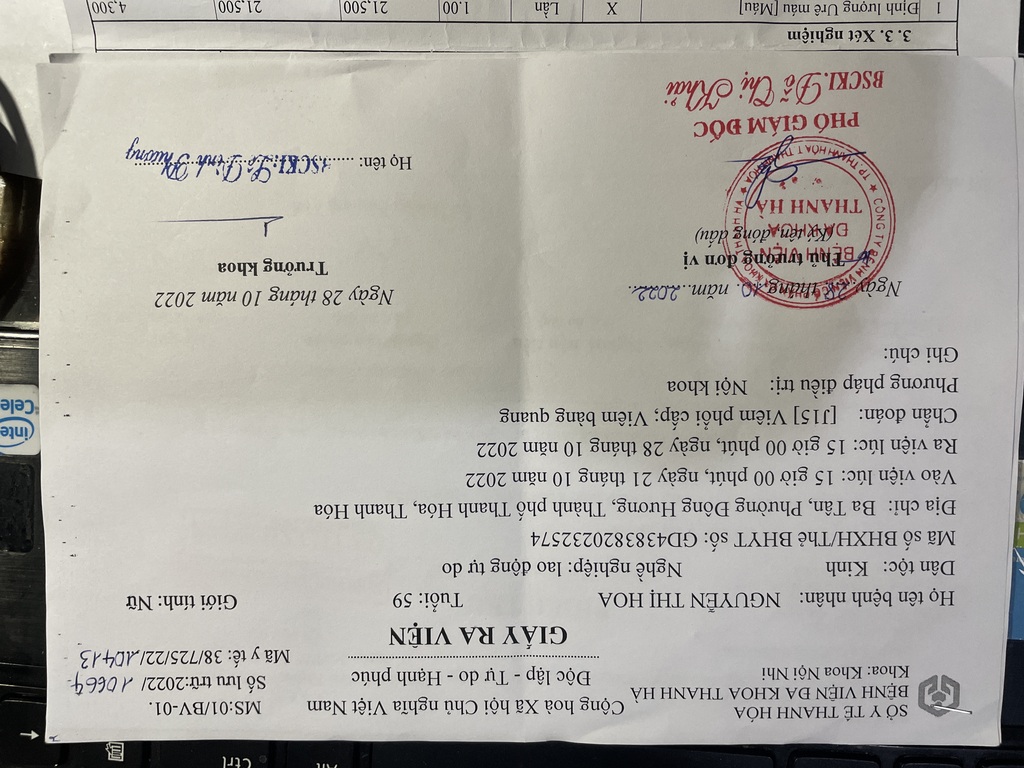 SỞ Y TẾ THANH HÓA
BỆNH VIỆN ĐA KHOA THANH HÀ
Khoa: Khoa Nội Nhi
Cộng hoà Xã hội Chủ nghĩa Việt Nam
Độc lập - Tự do - Hạnh phúc
MS:01/BV-01.
Số lưu trữ:2022/ 10664
Mã y tế: 38/725/22/10413
GIẤY RA VIỆN
Họ tên bệnh nhân: NGUYỄN THỊ HOA Tuổi: 59 Giới tính: Nữ
Dân tộc: Kinh Nghề nghiệp: lao động tự do
Mã số BHXH/Thẻ BHYT số: GD4383820232574
Địa chỉ: Ba Tân, Phường Đông Hương, Thành phố Thanh Hóa, Thanh Hóa
Vào viện lúc: 15 giờ 00 phút, ngày 21 tháng 10 năm 2022
Ra viện lúc: 15 giờ 00 phút, ngày 28 tháng 10 năm 2022
Chẩn đoán: [J15] Viêm phổi cấp; Viêm bàng quang
Phương pháp điều trị: Nội khoa
Ghi chú:
Ngày 28 tháng 10 năm 2022
Thủ trưởng đơn vị
(Ký tên, đóng dấu)
BỆNH VIỆN
ĐA KHOA
THANH HÀ
PHÓ GIÁM ĐỐC
BSCKI. Đỗ Thị Khải
Ngày 28 tháng 10 năm 2022
Trưởng khoa
Họ tên: BSCKI: Lê Đình Phương
3. 3. Xét nghiệm
1 Định lượng Urê máu [Máu] X Lần 1.00 21,500 21,500 4,300
intel
Cele
Ctrl
Alt